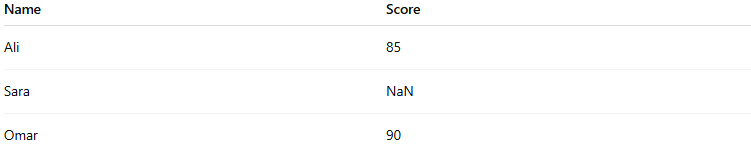 Name Score
Ali 85
Sara NaN
Omar 90